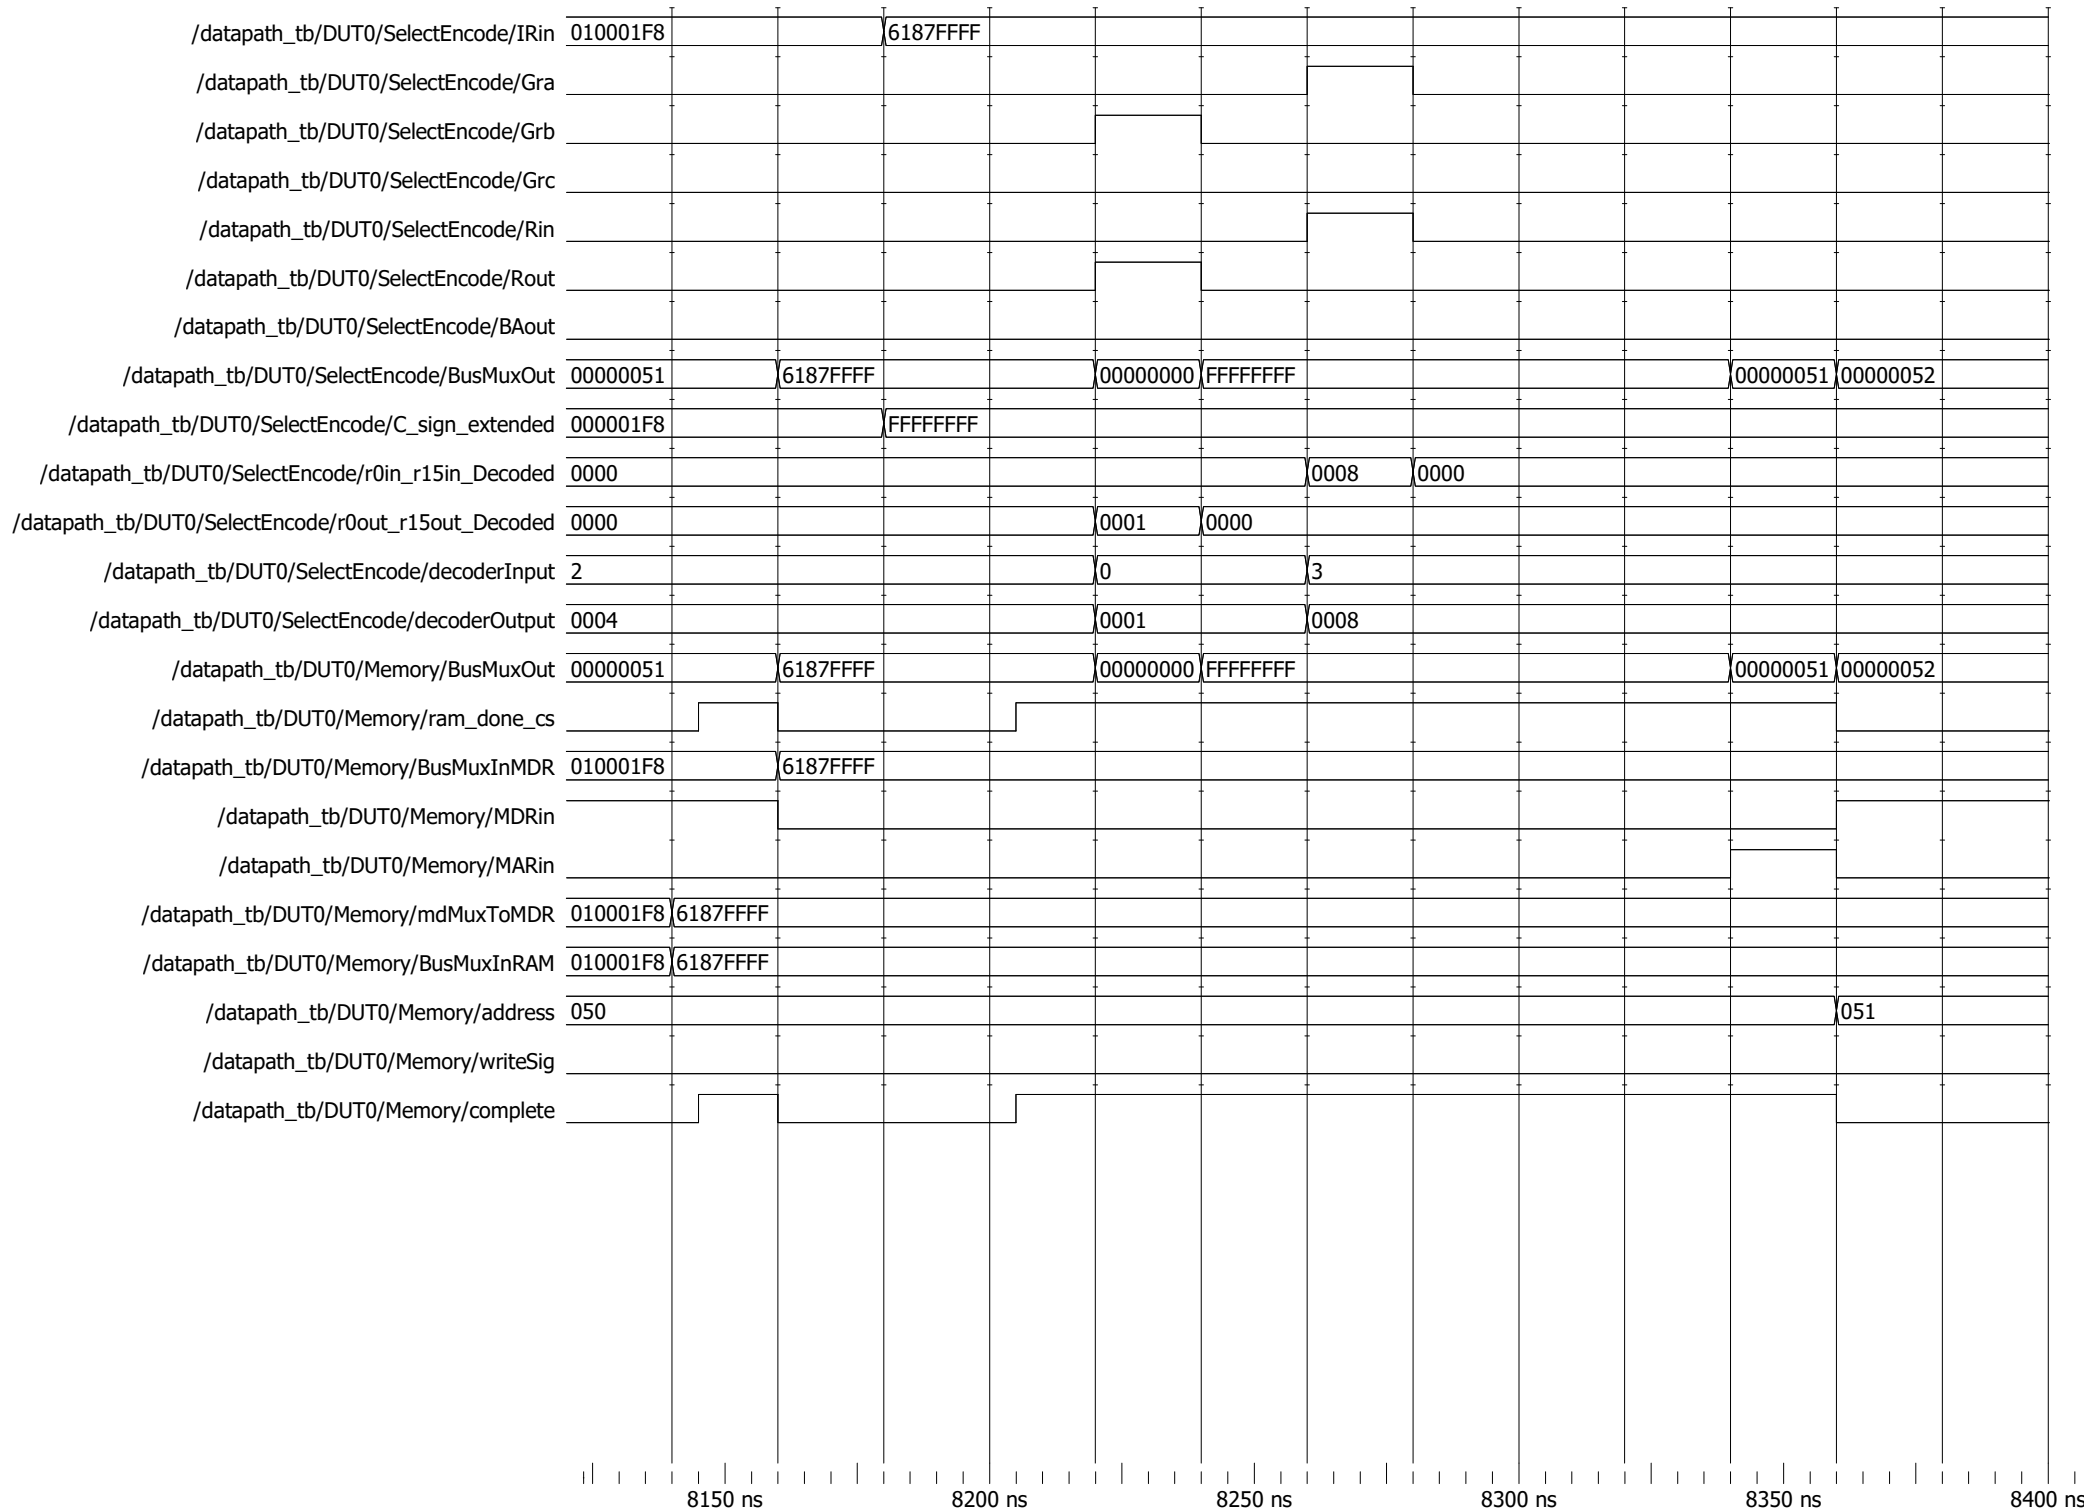 /datapath_tb/DUT0/SelectEncode/IRin 010001F8 6187FFFF
/datapath_tb/DUT0/SelectEncode/Gra
/datapath_tb/DUT0/SelectEncode/Grb
/datapath_tb/DUT0/SelectEncode/Grc
/datapath_tb/DUT0/SelectEncode/Rin
/datapath_tb/DUT0/SelectEncode/Rout
/datapath_tb/DUT0/SelectEncode/BAout
/datapath_tb/DUT0/SelectEncode/BusMuxOut 00000051 6187FFFF 00000000 FFFFFFFF 00000051 00000052
/datapath_tb/DUT0/SelectEncode/C_sign_extended 000001F8 FFFFFFFF
/datapath_tb/DUT0/SelectEncode/r0in_r15in_Decoded 0000 0008 0000
/datapath_tb/DUT0/SelectEncode/r0out_r15out_Decoded 0000 0001 0000
/datapath_tb/DUT0/SelectEncode/decoderInput 2 0 3
/datapath_tb/DUT0/SelectEncode/decoderOutput 0004 0001 0008
/datapath_tb/DUT0/Memory/BusMuxOut 00000051 6187FFFF 00000000 FFFFFFFF 00000051 00000052
/datapath_tb/DUT0/Memory/ram_done_cs
/datapath_tb/DUT0/Memory/BusMuxInMDR 010001F8 6187FFFF
/datapath_tb/DUT0/Memory/MDRin
/datapath_tb/DUT0/Memory/MARin
/datapath_tb/DUT0/Memory/mdMuxToMDR 010001F8 6187FFFF
/datapath_tb/DUT0/Memory/BusMuxInRAM 010001F8 6187FFFF
/datapath_tb/DUT0/Memory/address 050 051
/datapath_tb/DUT0/Memory/writeSig
/datapath_tb/DUT0/Memory/complete
8150 ns 8200 ns 8250 ns 8300 ns 8350 ns 8400 ns